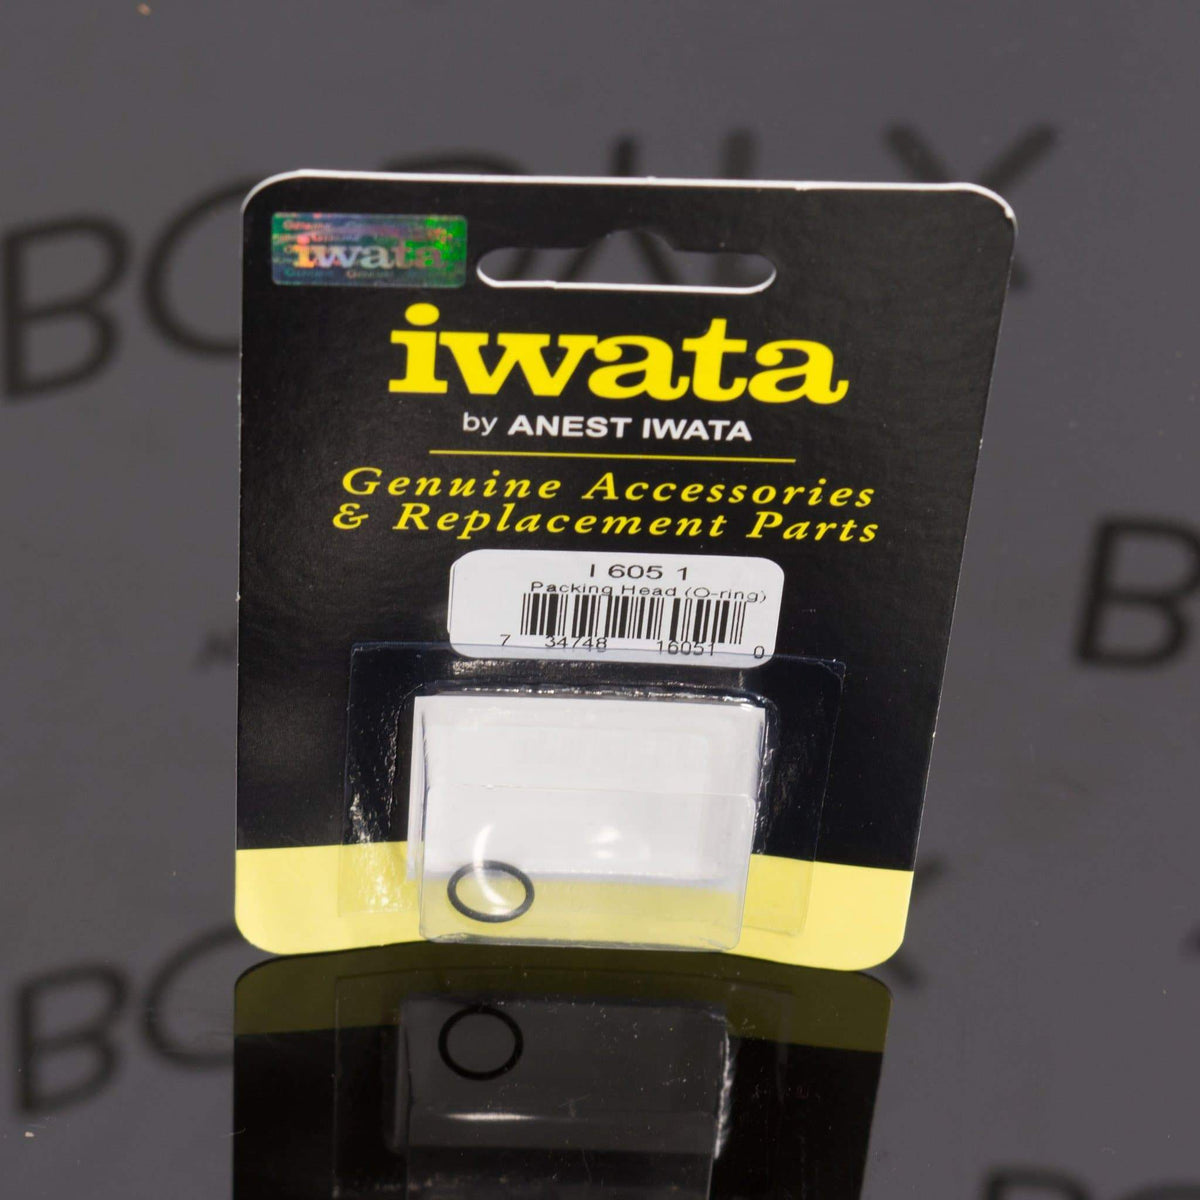 iwata
iwata
by ANEST IWATA
Genuine Accessories
& Replacement Parts
I 605 1
Packing Head (O-ring)
7 34748 16051 0